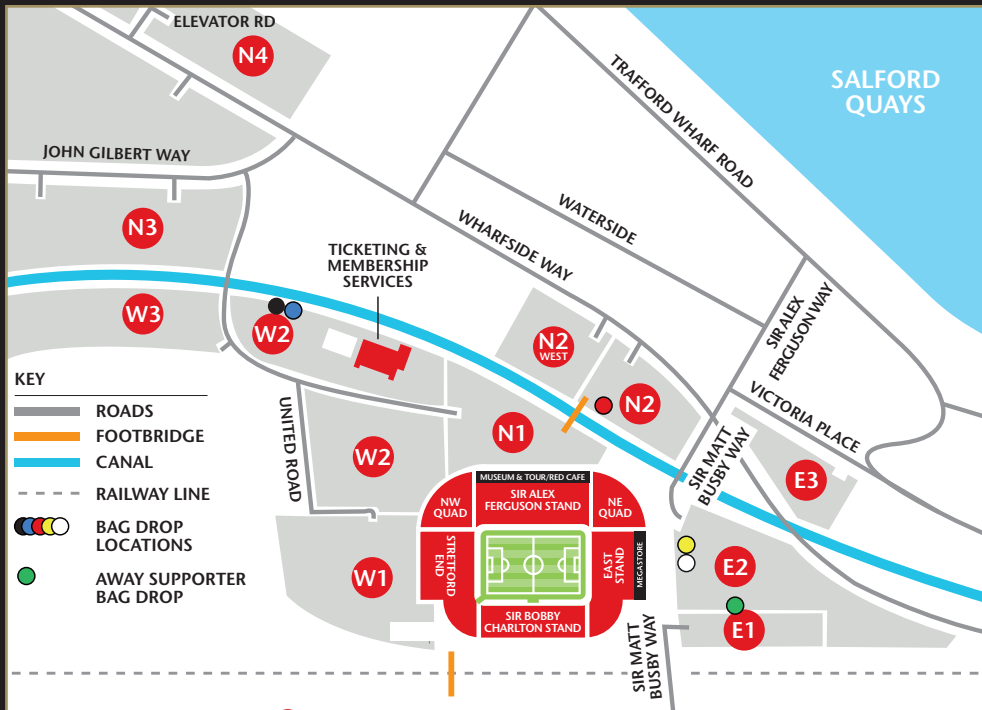 ELEVATOR RD
N4
SALFORD
QUAYS
TRAFFORD WHARF ROAD
JOHN GILBERT WAY
N3
WATERSIDE
WHARFSIDE WAY
TICKETING &
MEMBERSHIP
SERVICES
SIR ALEX
FERGUSON WAY
W3
W2
N2
WEST
N2
VICTORIA PLACE
KEY
ROADS
FOOTBRIDGE
CANAL
RAILWAY LINE
BAG DROP
LOCATIONS
AWAY SUPPORTER
BAG DROP
UNITED ROAD
W2
N1
SIR MATT
BUSBY WAY
E3
MUSEUM & TOUR/RED CAFE
NW
QUAD
SIR ALEX
FERGUSON STAND
NE
QUAD
STRETFORD
END
EAST
STAND
MEGASTORE
W1
E2
SIR BOBBY
CHARLTON STAND
E1
SIR MATT
BUSBY WAY